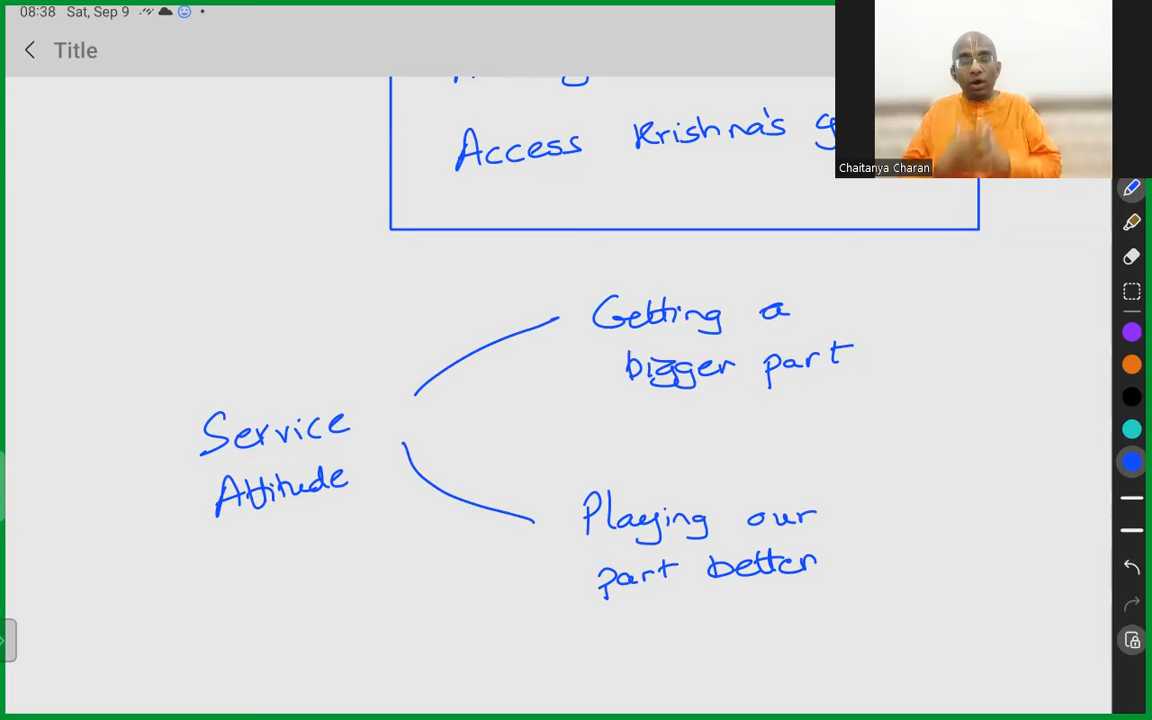 08:38 Sat, Sep 9
Title
Access Krishna's
Chaitanya Charan
Getting a
bigger part
Service
Attitude
Playing our
part better